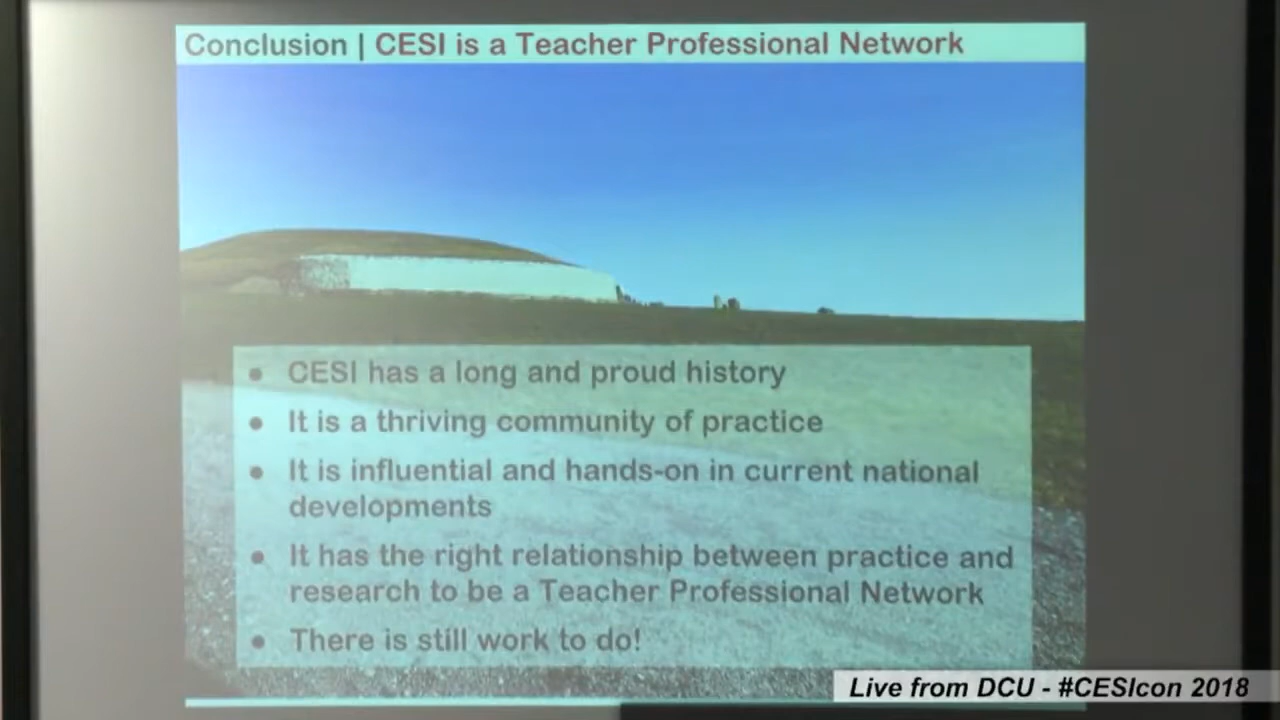 Conclusion | CESI is a Teacher Professional Network
● CESI has a long and proud history
● It is a thriving community of practice
● It is influential and hands-on in current national
developments
● It has the right relationship between practice and
research to be a Teacher Professional Network
● There is still work to do!
Live from DCU - #CESIcon 2018